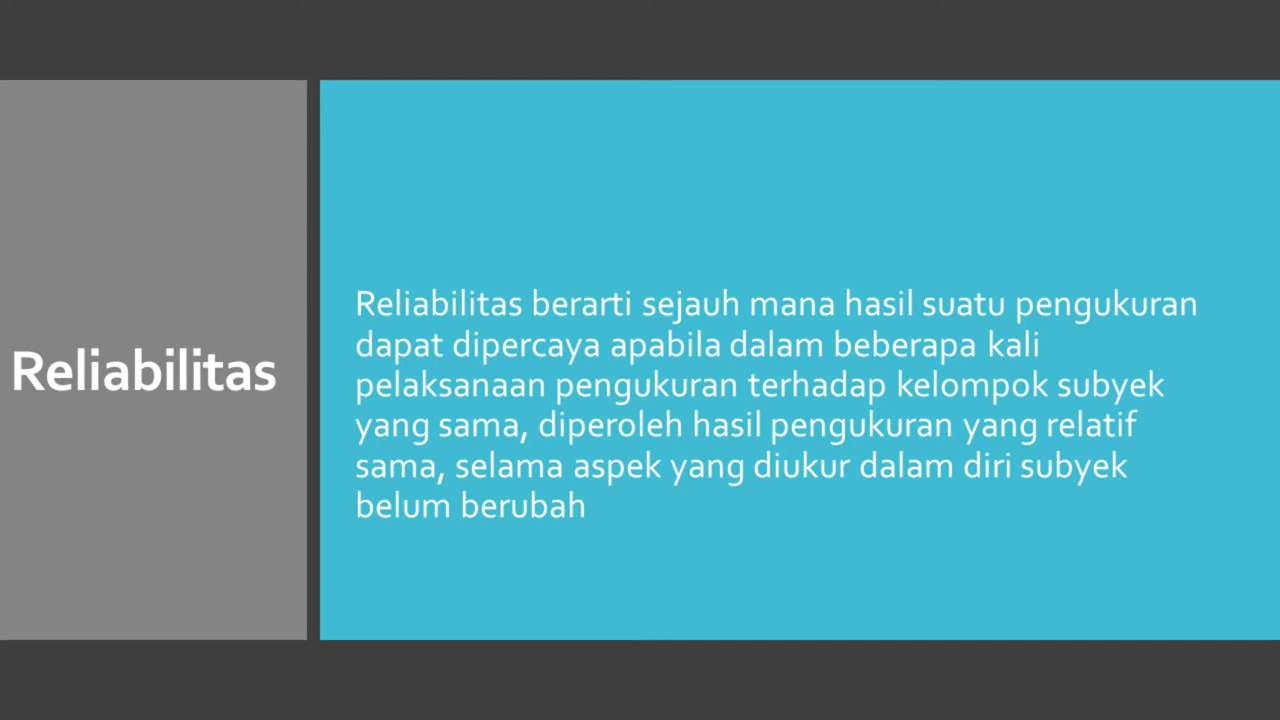 Reliabilitas
Reliabilitas berarti sejauh mana hasil suatu pengukuran
dapat dipercaya apabila dalam beberapa kali
pelaksanaan pengukuran terhadap kelompok subyek
yang sama, diperoleh hasil pengukuran yang relatif
sama, selama aspek yang diukur dalam diri subyek
belum berubah